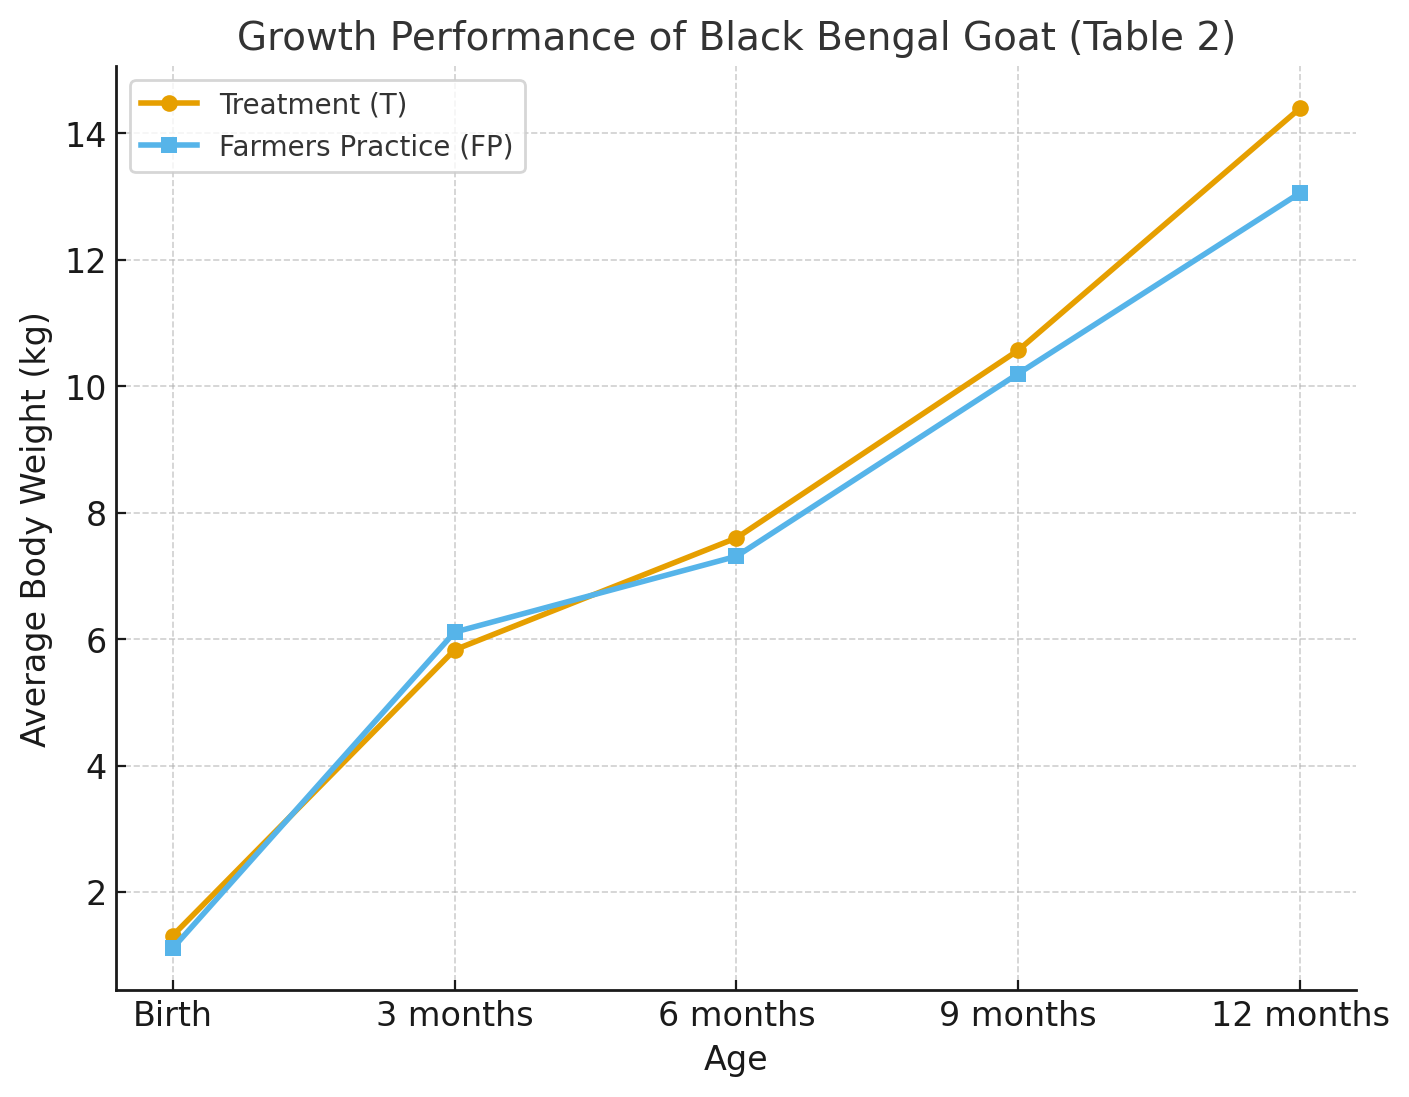 Growth Performance of Black Bengal Goat (Table 2)
Treatment (T)
Farmers Practice (FP)
14
12
10
8
6
4
2
Average Body Weight (kg)
Birth
3 months
6 months
9 months
12 months
Age